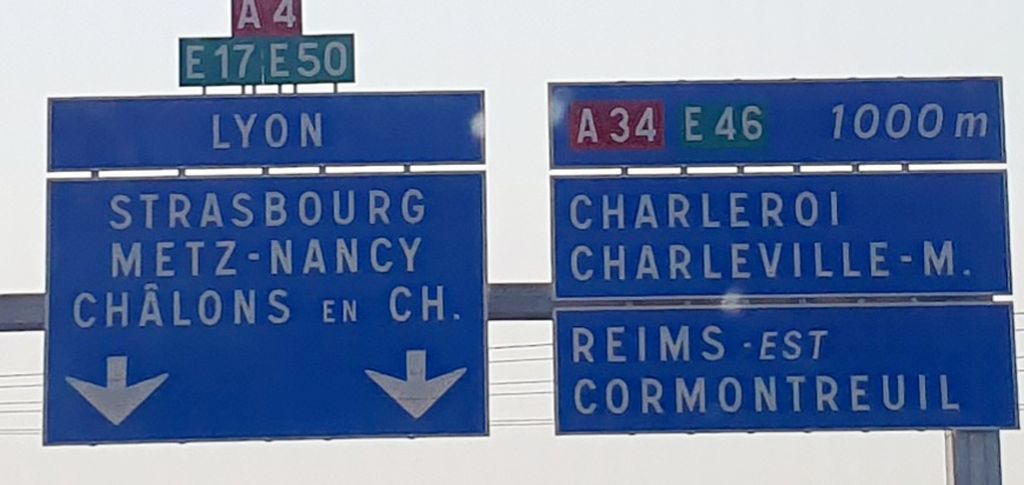 A 4
E 17 E 50
LYON
STRASBOURG
METZ-NANCY
CHÂLONS EN CH.
A 34 E 46 1000 m
CHARLEROI
CHARLEVILLE-M.
REIMS-EST
CORMONTREUIL